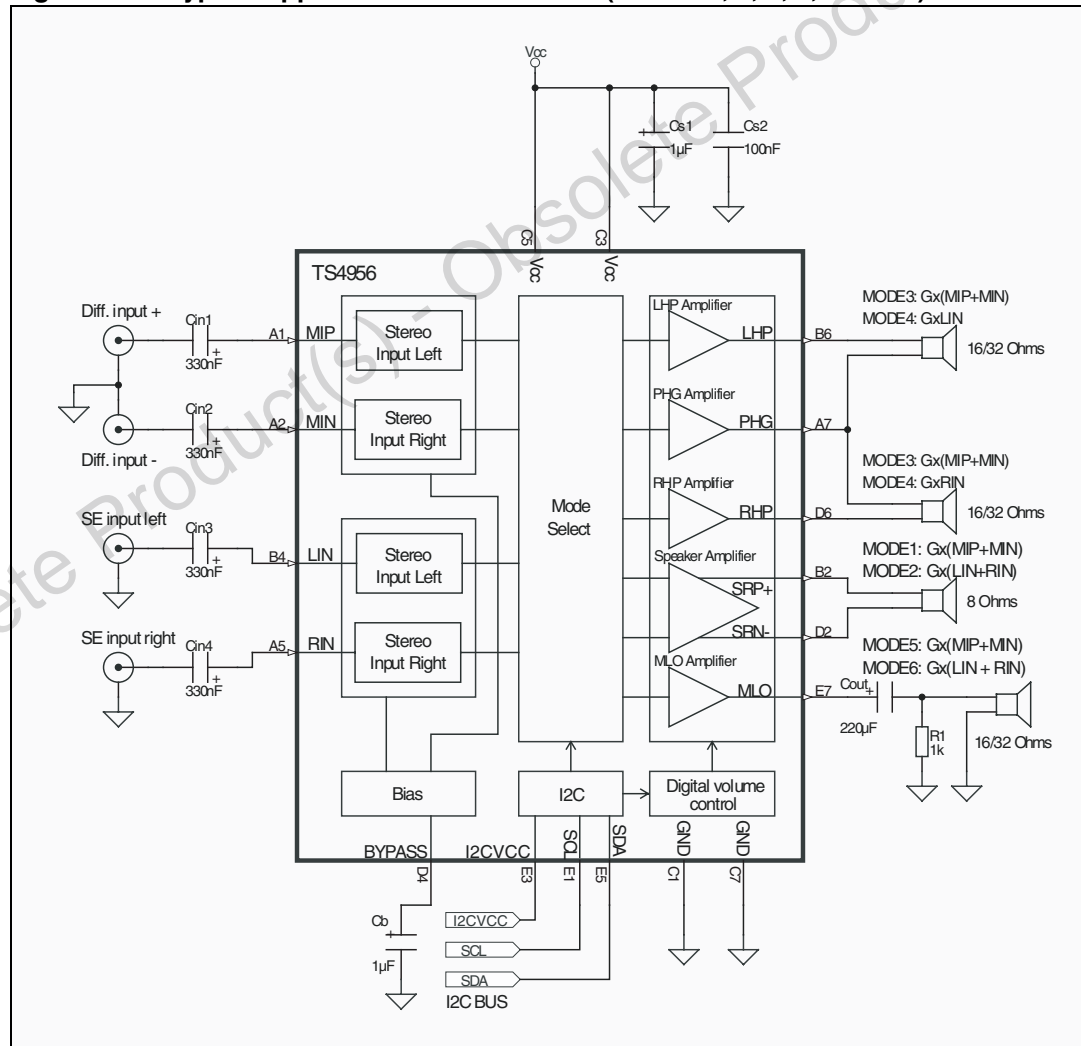 Vcc
Cs1
+
1µF
Cs2
100nF
C5
Vcc
C3
Vcc
TS4956
Diff. input +
Cin1
+
330nF
A1
MIP
Stereo
Input Left
Cin2
+
330nF
A2
MIN
Stereo
Input Right
Diff. input -
SE input left
Cin3
+
330nF
B4
LIN
Stereo
Input Left
SE input right
Cin4
+
330nF
A5
RIN
Stereo
Input Right
Mode
Select
LHP Amplifier
LHP
B6
PHG Amplifier
PHG
A7
RHP Amplifier
RHP
D6
Speaker Amplifier
SRP+
B2
SRN-
D2
MLO Amplifier
MLO
E7
MODE3: Gx(MIP+MIN)
MODE4: GxLIN
16/32 Ohms
MODE3: Gx(MIP+MIN)
MODE4: GxRIN
16/32 Ohms
MODE1: Gx(MIP+MIN)
MODE2: Gx(LIN+RIN)
8 Ohms
MODE5: Gx(MIP+MIN)
MODE6: Gx(LIN + RIN)
Cout
+
220µF
R1
1k
16/32 Ohms
Bias
I2C
Digital volume
control
BYPASS
D4
I2CVCC
E3
SCL
E1
SDA
E5
GND
C1
GND
C7
Cb
+
1µF
I2CVCC
SCL
SDA
I2C BUS
ete Product(s) - Obsolete Produ